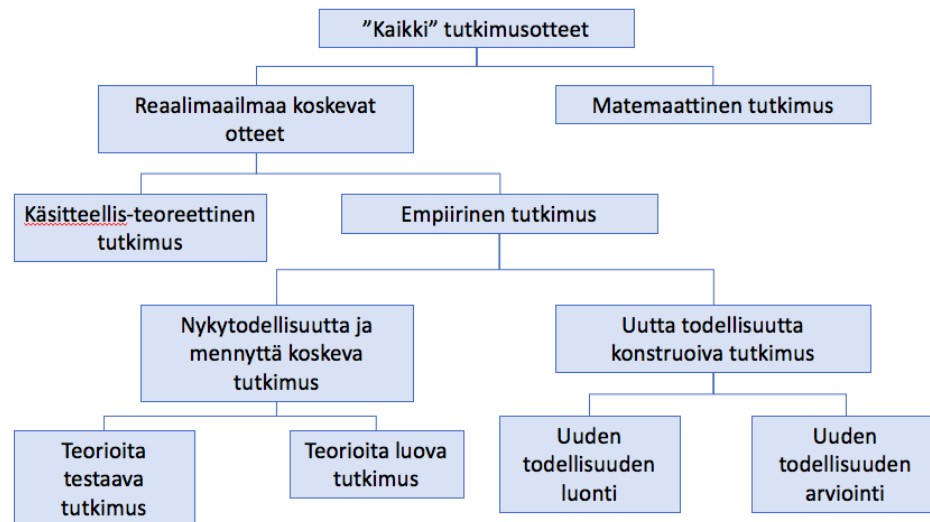 ”Kaikki” tutkimusotteet
Reaalimaailmaa koskevat
otteet
Matemaattinen tutkimus
Käsitteellis-teoreettinen
tutkimus
Empiirinen tutkimus
Nykytodellisuutta ja
mennyttä koskeva
tutkimus
Uutta todellisuutta
konstruoiva tutkimus
Teorioita
testaava
tutkimus
Teorioita luova
tutkimus
Uuden
todellisuuden
luonti
Uuden
todellisuuden
arviointi